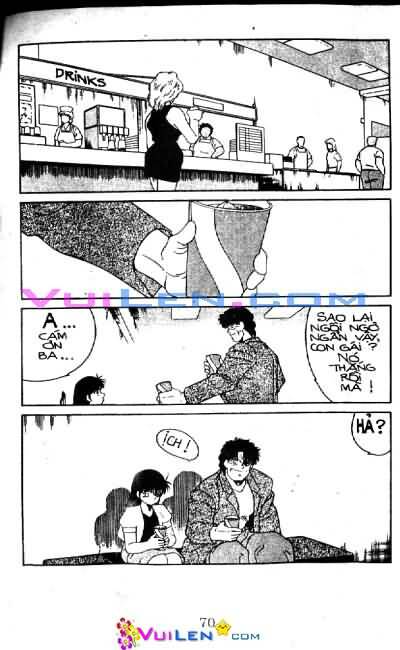 DRINKS
VuiLen.com
A...
CẢM
ƠN
BA...
SAO LẠI
NGỒI NGỚ
NGẨN VẬY,
CON GÁI?
NÓ
THẮNG
RỒI
MÀ!
HẢ?
ỊCH!
70
VuiLen.com